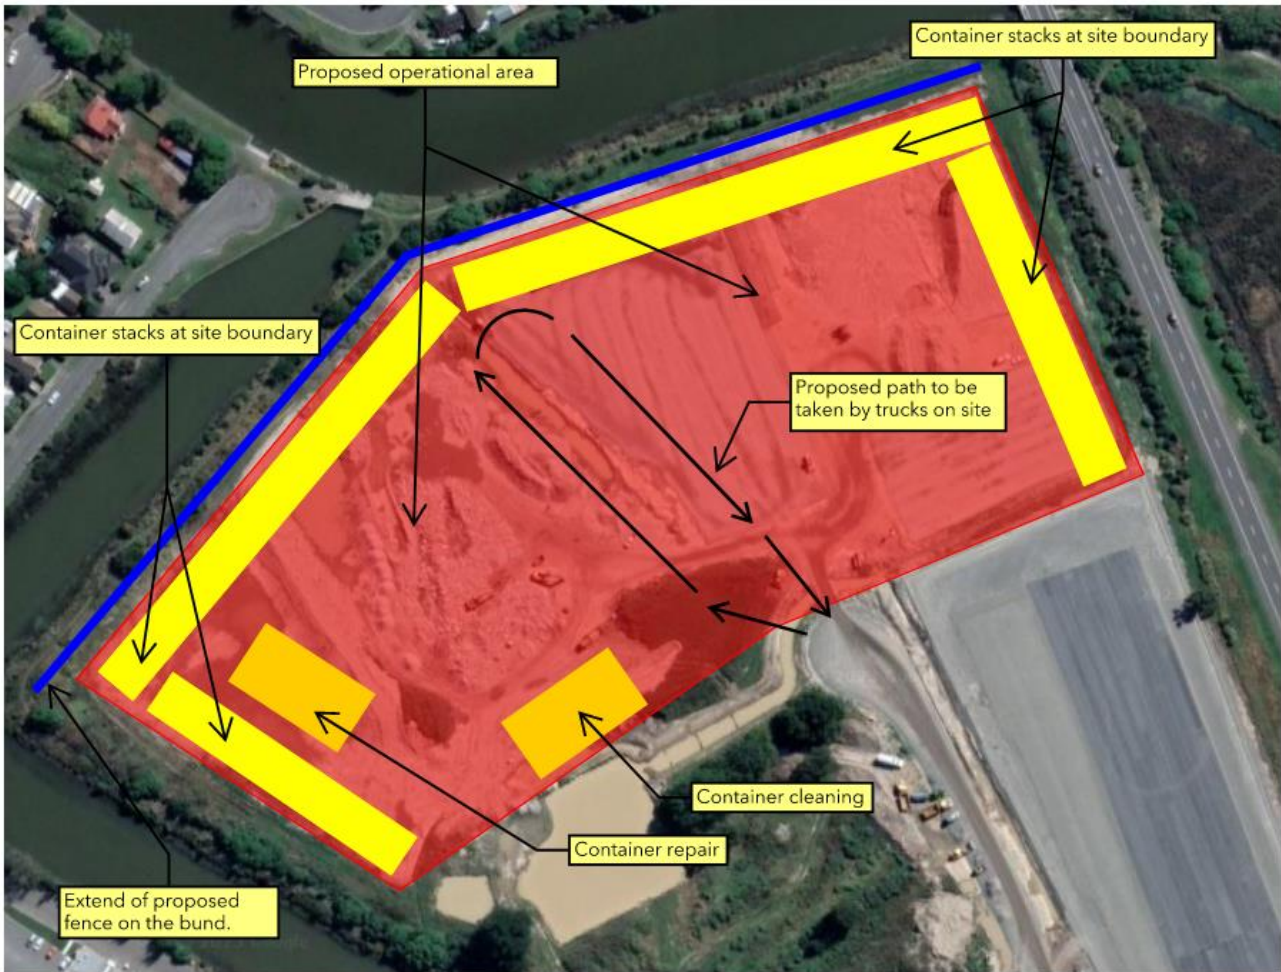 Container stacks at site boundary
Proposed operational area
Container stacks at site boundary
Proposed path to be
taken by trucks on site
Container cleaning
Container repair
Extend of proposed
fence on the bund.